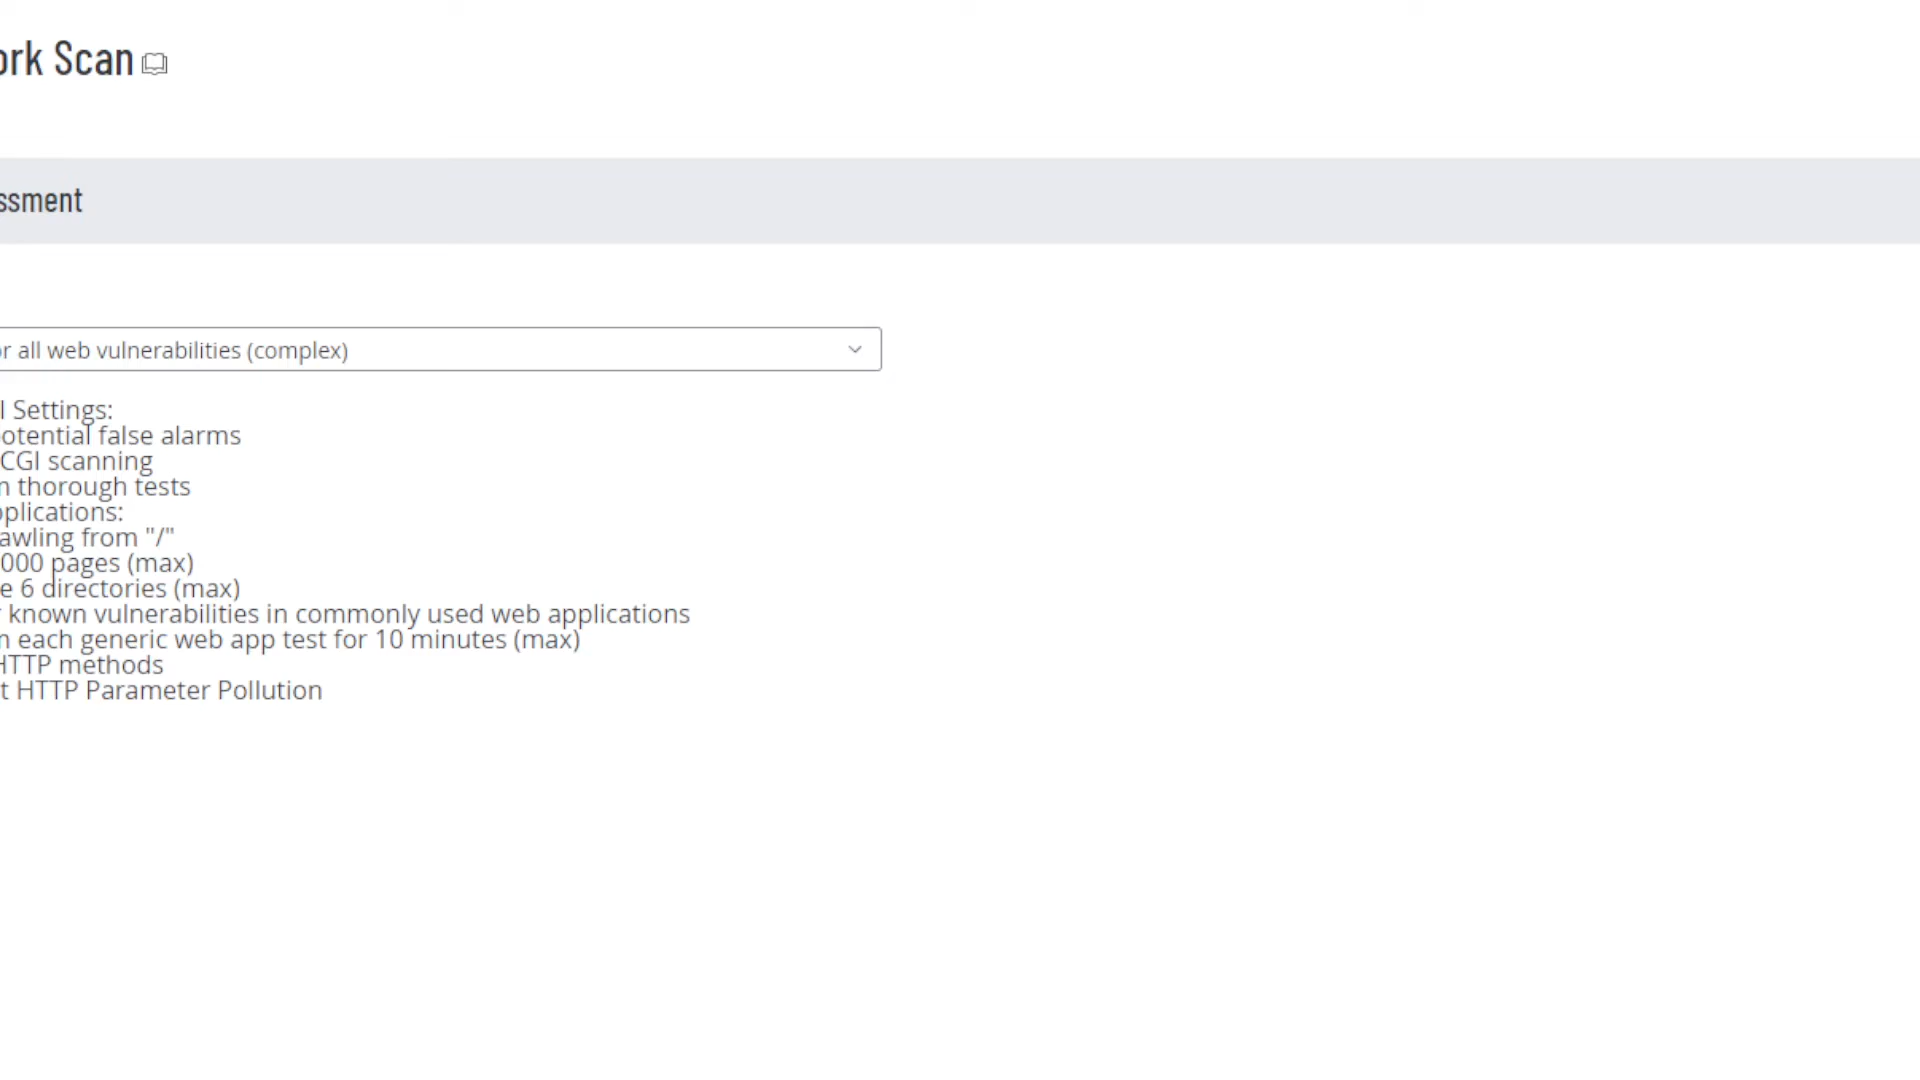 ork Scan
ssment
or all web vulnerabilities (complex)
l Settings:
otential false alarms
CGI scanning
n thorough tests
plications:
awling from "/"
000 pages (max)
e 6 directories (max)
known vulnerabilities in commonly used web applications
n each generic web app test for 10 minutes (max)
HTTP methods
t HTTP Parameter Pollution